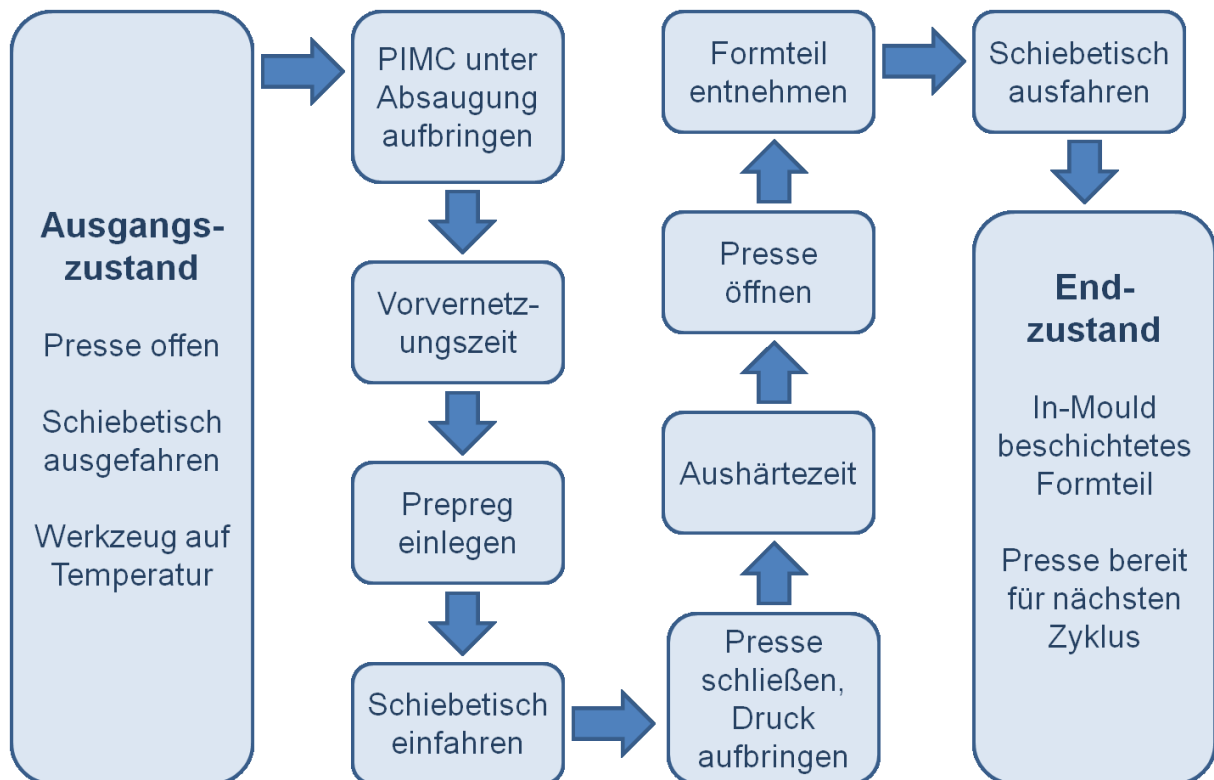 Ausgangs-
zustand
Presse offen
Schiebetisch
ausgefahren
Werkzeug auf
Temperatur
PIMC unter
Absaugung
aufbringen
Vorvernetz-
ungszeit
Prepreg
einlegen
Schiebetisch
einfahren
Presse
schließen,
Druck
aufbringen
Aushärtezeit
Presse
öffnen
Formteil
entnehmen
Schiebetisch
ausfahren
End-
zustand
In-Mould
beschichtetes
Formteil
Presse bereit
für nächsten
Zyklus